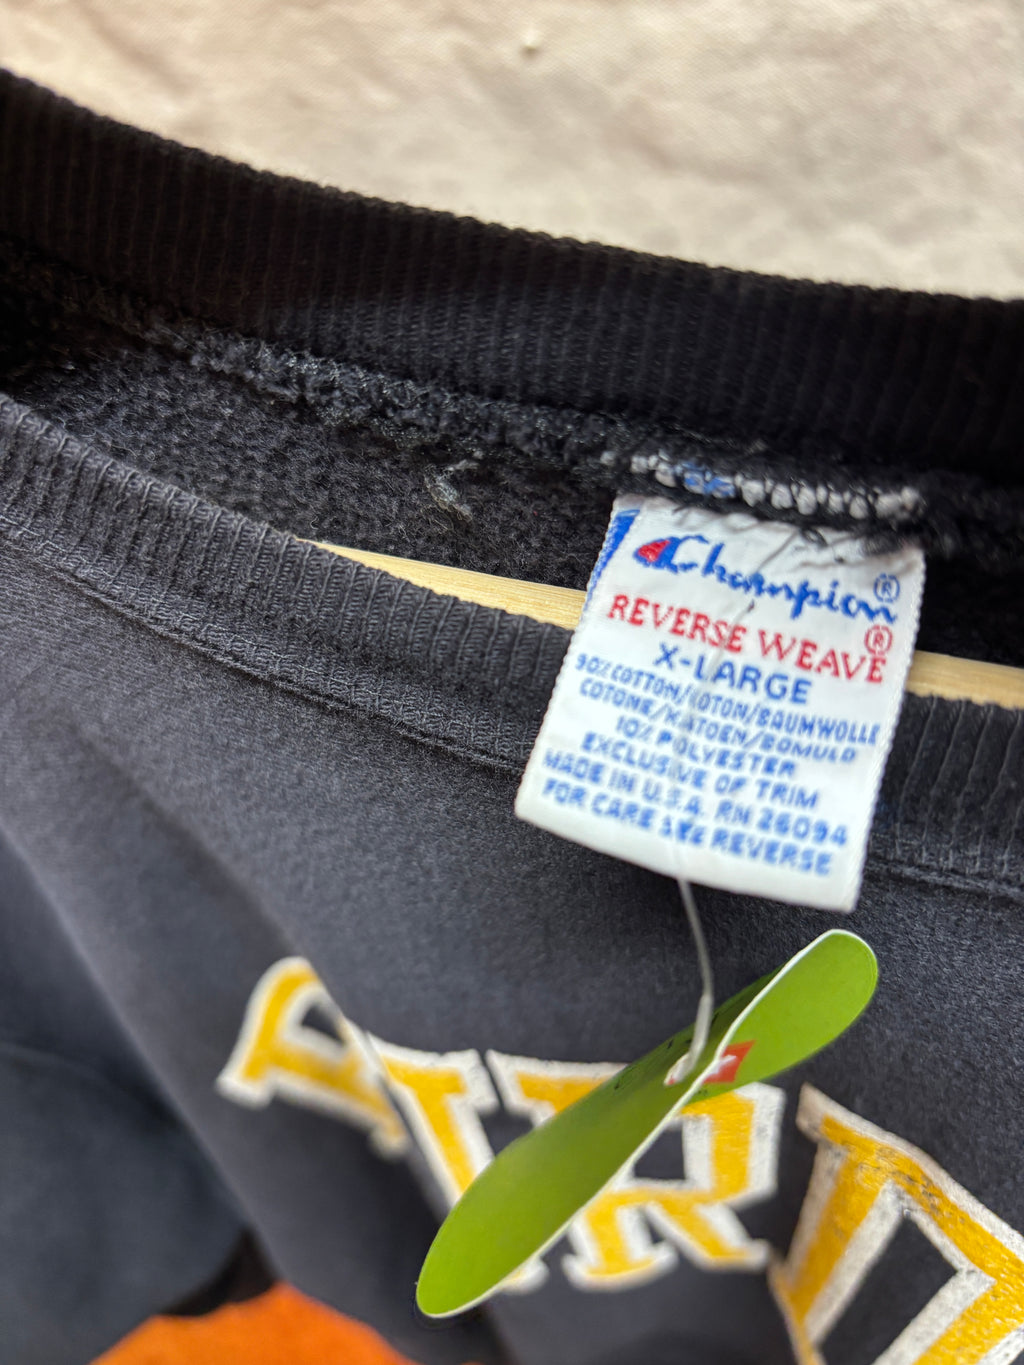 Champion®
REVERSE WEAVE®
X-LARGE
90% COTTON/COTON/BAUMWOLLE
COTONE/KATOEN/BOMULD
10% POLYESTER
EXCLUSIVE OF TRIM
MADE IN U.S.A. RN 26094
FOR CARE SEE REVERSE